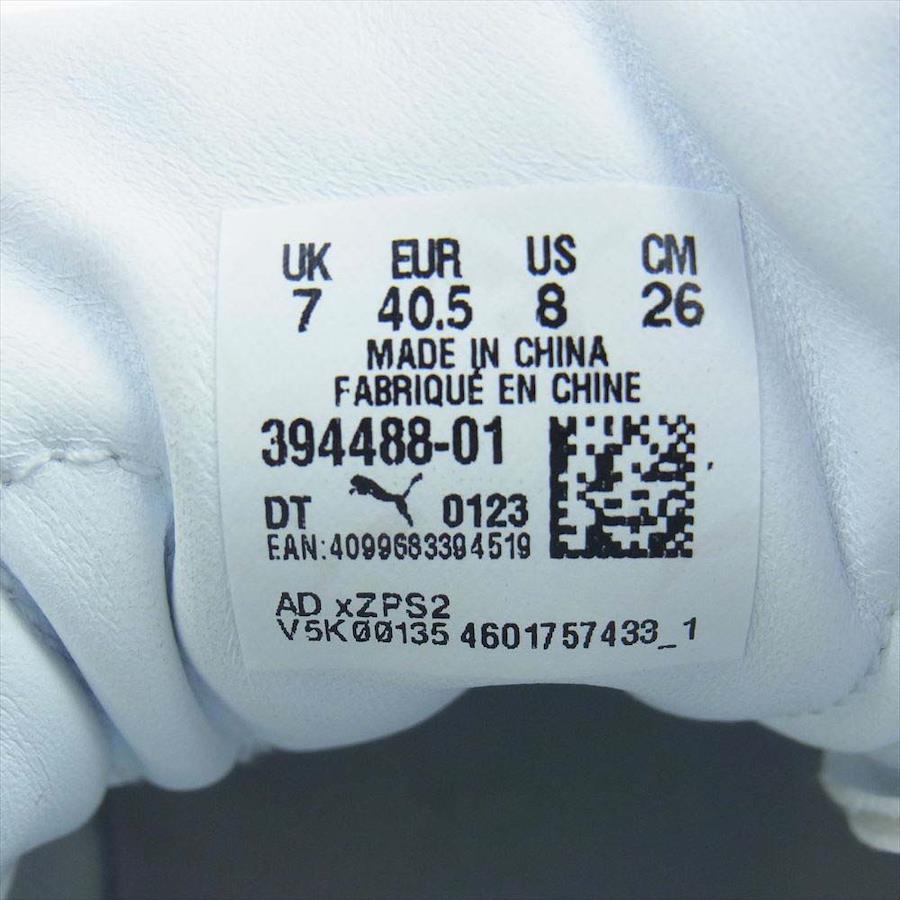 UK EUR US CM
7 40.5 8 26
MADE IN CHINA
FABRIQUÉ EN CHINE
394488-01
DT 0123
EAN:4099683394519
AD xZPS2
V5K00135 4601757433_1